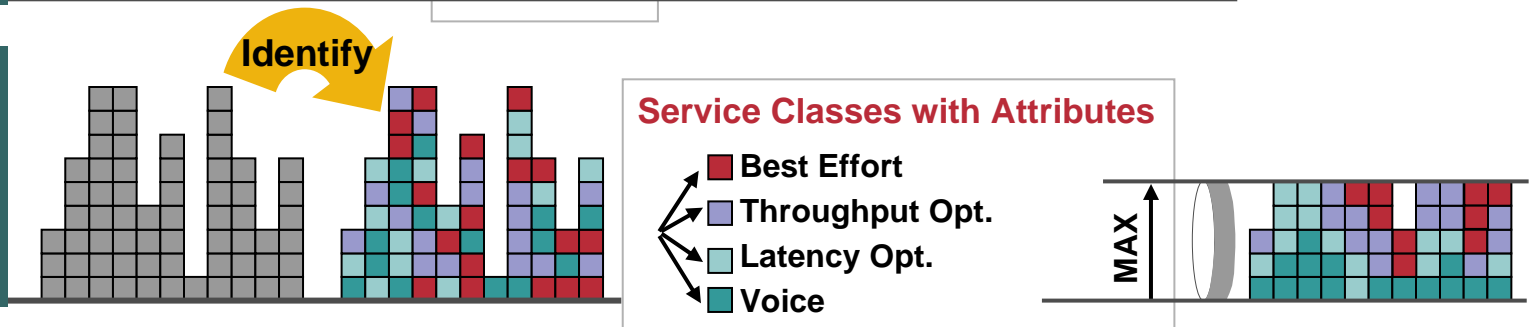 Identify
Service Classes with Attributes
Best Effort
Throughput Opt.
Latency Opt.
Voice
MAX